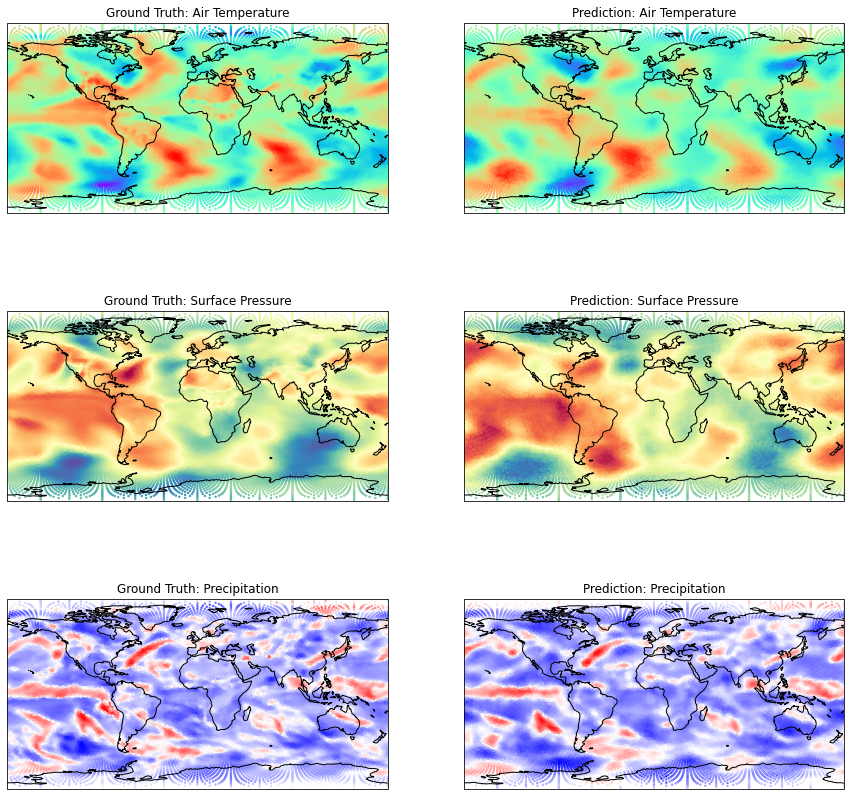 Ground Truth: Air Temperature
Prediction: Air Temperature
Ground Truth: Surface Pressure
Prediction: Surface Pressure
Ground Truth: Precipitation
Prediction: Precipitation